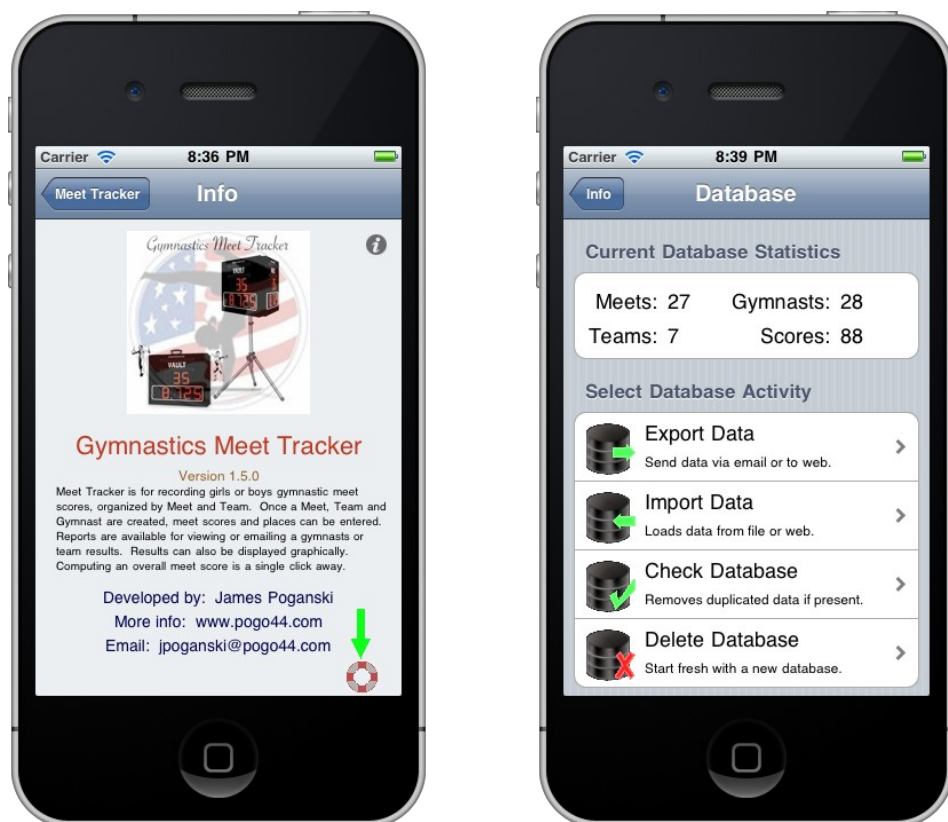 Carrier
8:36 PM
Meet Tracker
Info
Gymnastics Meet Tracker
VAULT
35
8.725
VAULT
35
8.125
Gymnastics Meet Tracker
Version 1.5.0
Meet Tracker is for recording girls or boys gymnastic meet
scores, organized by Meet and Team. Once a Meet, Team and
Gymnast are created, meet scores and places can be entered.
Reports are available for viewing or emailing a gymnasts or
team results. Results can also be displayed graphically.
Computing an overall meet score is a single click away.
Developed by: James Poganski
More info: www.pogo44.com
Email: jpoganski@pogo44.com
Carrier
8:39 PM
Info
Database
Current Database Statistics
Meets: 27 Gymnasts: 28
Teams: 7 Scores: 88
Select Database Activity
Export Data
Send data via email or to web.
Import Data
Loads data from file or web.
Check Database
Removes duplicated data if present.
Delete Database
Start fresh with a new database.